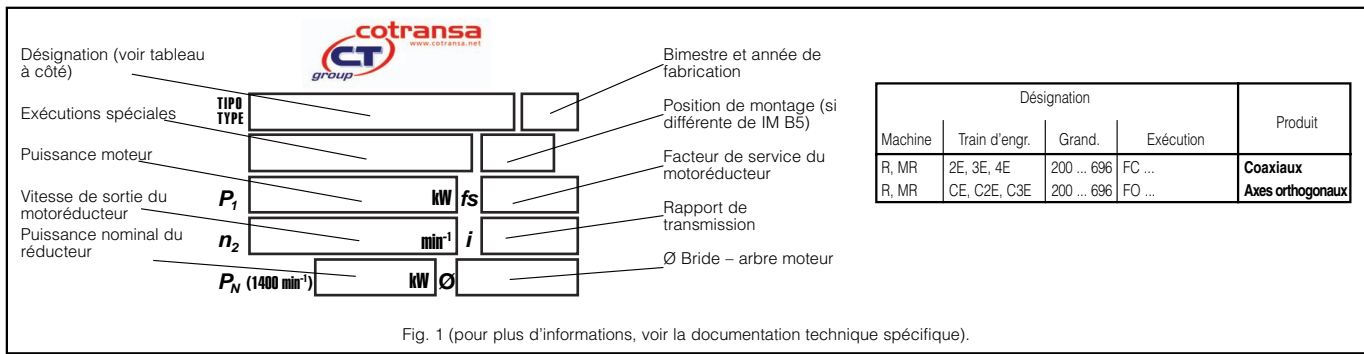 cotransa
www.cotransa.net
CT
group
Désignation (voir tableau
à côté)
Exécutions spéciales
Puissance moteur
Vitesse de sortie du
motoréducteur
Puissance nominal du
réducteur
TIPO
TYPE
P1 kW fs
n2 min-1 i
PN (1400 min-1) kW Ø
Bimestre et année de
fabrication
Position de montage (si
différente de IM B5)
Facteur de service du
motoréducteur
Rapport de
transmission
Ø Bride – arbre moteur
Désignation
Produit
Machine Train d'engr. Grand. Exécution
R, MR 2E, 3E, 4E 200 ... 696 FC ... Coaxiaux
R, MR CE, C2E, C3E 200 ... 696 FO ... Axes orthogonaux
Fig. 1 (pour plus d'informations, voir la documentation technique spécifique).